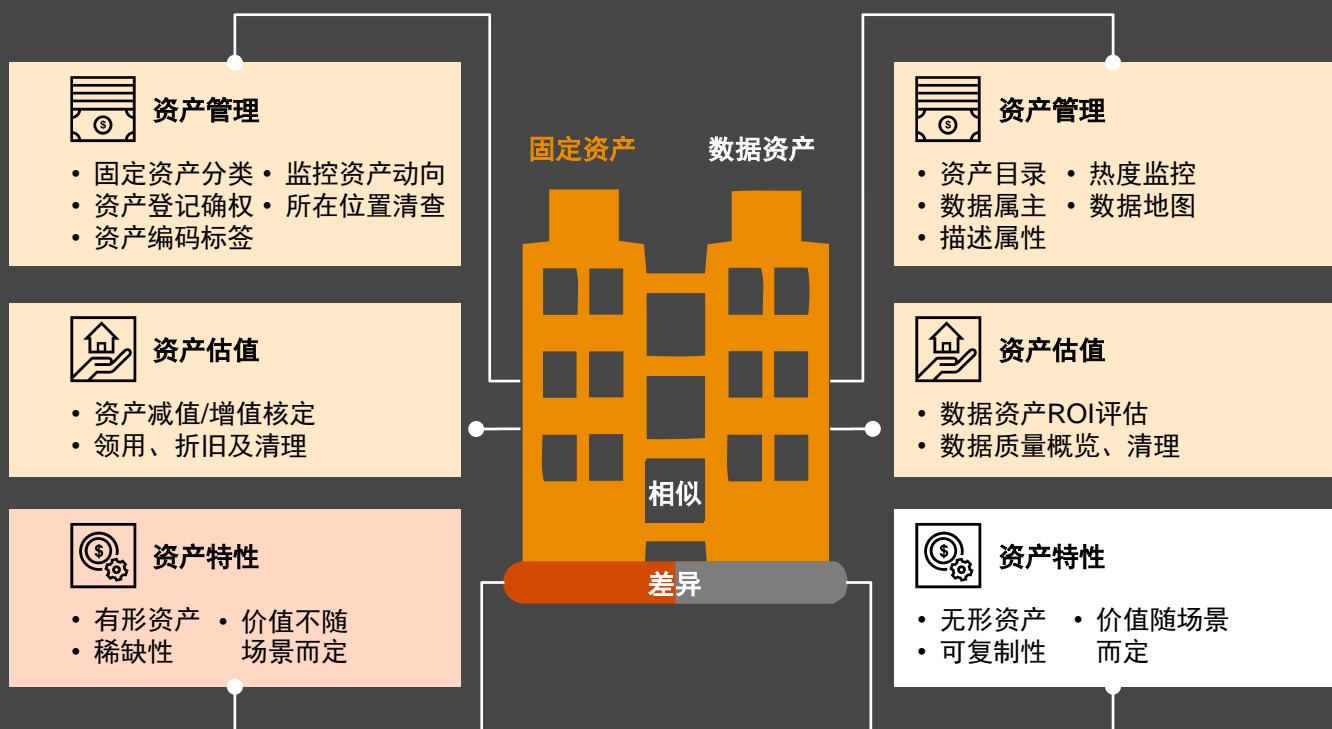 资产管理
• 固定资产分类 • 监控资产动向
• 资产登记确权 • 所在位置清查
• 资产编码标签
资产估值
• 资产减值/增值核定
• 领用、折旧及清理
资产特性
• 有形资产 • 价值不随
• 稀缺性 场景而定
固定资产 数据资产
相似
差异
资产管理
• 资产目录 • 热度监控
• 数据属主 • 数据地图
• 描述属性
资产估值
• 数据资产ROI评估
• 数据质量概览、清理
资产特性
• 无形资产 • 价值随场景
• 可复制性 而定